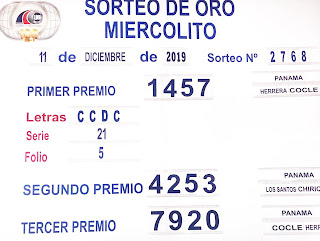 SORTEO DE ORO
MIERCOLITO
11 de DICIEMBRE de 2019 Sorteo Nº 2768
PRIMER PREMIO 1457 PANAMA
HERRERA COCLE
Letras CCDC
Serie 21
Folio 5
SEGUNDO PREMIO 4253 PANAMA
LOS SANTOS CHIRIQ
TERCER PREMIO 7920 PANAMA
COCLE HERR